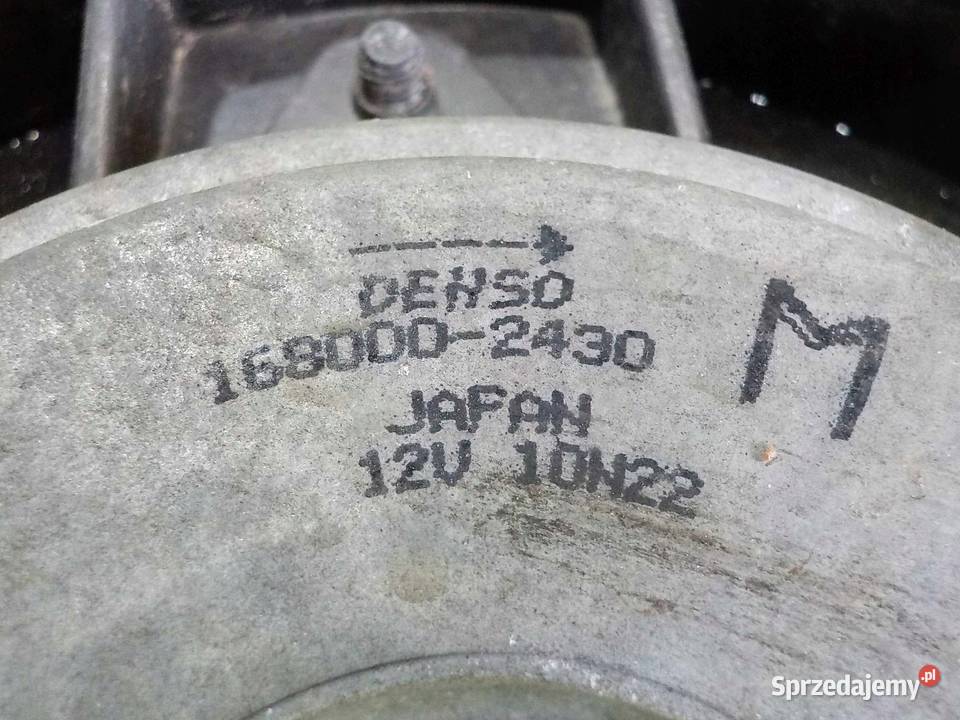 DENSO
168000-2430
M
JAPAN
12V 10N22
Sprzedajemy.pl